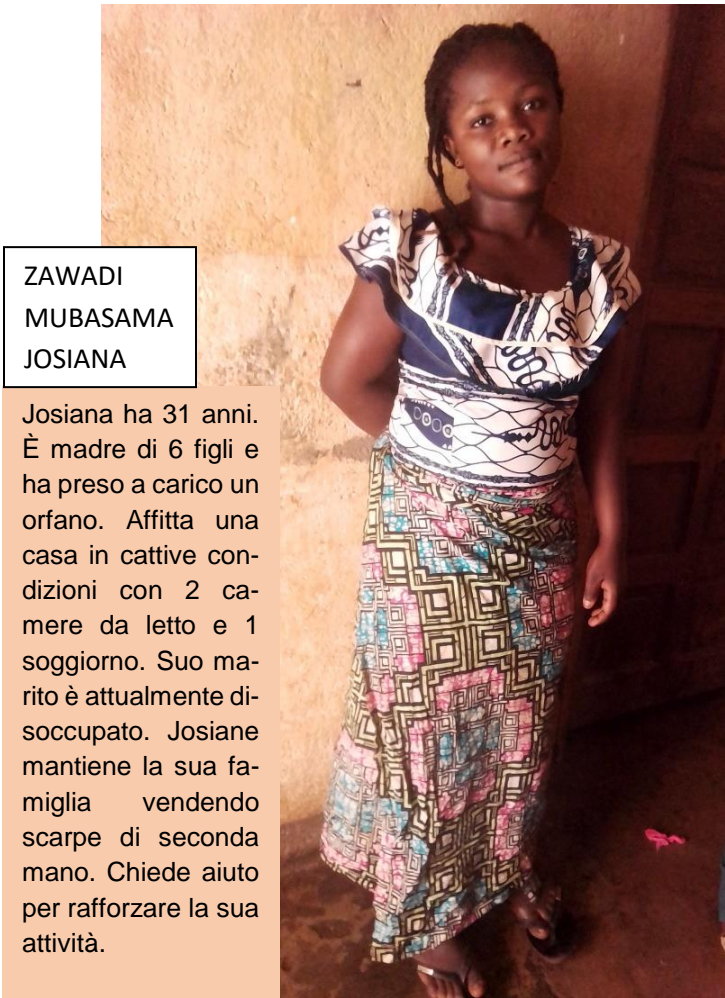 ZAWADI
MUBASAMA
JOSIANA
Josiana ha 31 anni.
È madre di 6 figli e
ha preso a carico un
orfano. Affitta una
casa in cattive con-
dizioni con 2 ca-
mere da letto e 1
soggiorno. Suo ma-
rito è attualmente di-
soccupato. Josiane
mantiene la sua fa-
miglia vendendo
scarpe di seconda
mano. Chiede aiuto
per rafforzare la sua
attività.